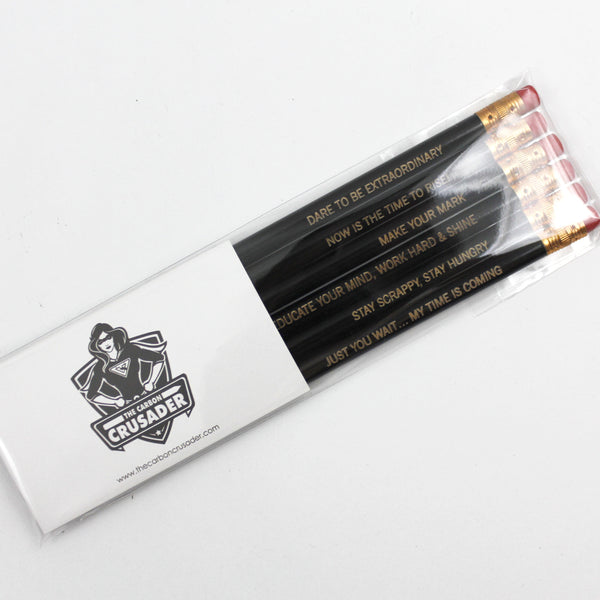 DARE TO BE EXTRAORDINARY
NOW IS THE TIME TO RISE!
MAKE YOUR MARK
DUCATE YOUR MIND, WORK HARD & SHINE
STAY SCRAPPY, STAY HUNGRY
JUST YOU WAIT... MY TIME IS COMING
THE CARBON
CRUSADER
www.thecarboncrusader.com